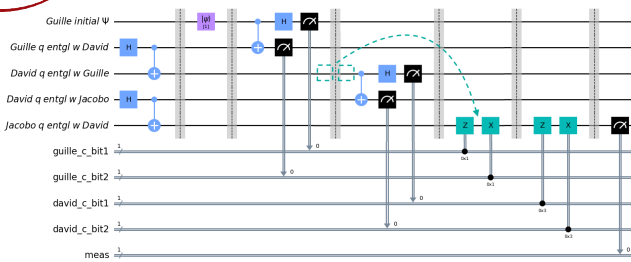 Guille initial Ψ |ψ⟩ H
[1]
Guille q entgl w David H
David q entgl w Guille H
David q entgl w Jacobo H
Jacobo q entgl w David Z X Z X
guille_c_bit1 1 0 0x1
guille_c_bit2 1 0 0x1
david_c_bit1 1 0 0x1
david_c_bit2 1 0
meas 1 0